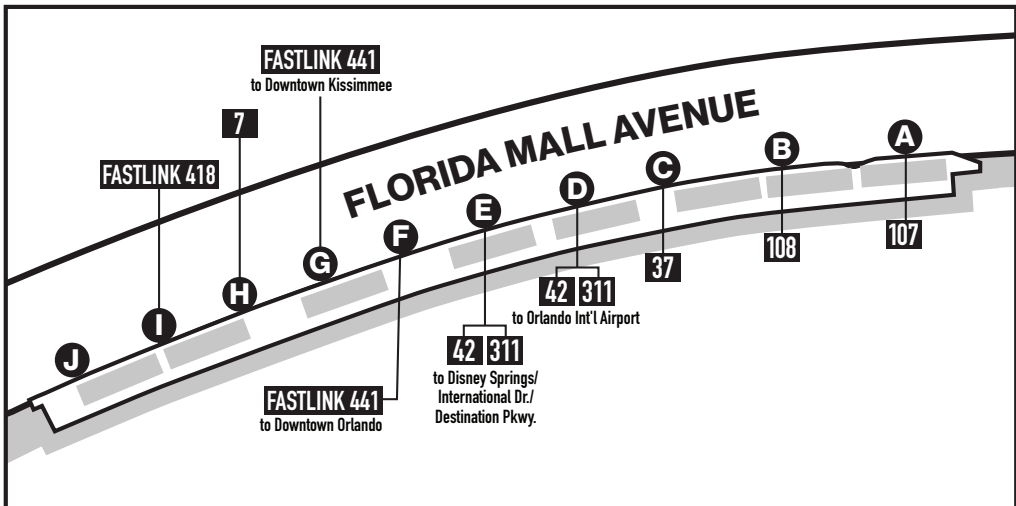 FASTLINK 441
to Downtown Kissimmee
7
FASTLINK 418
FLORIDA MALL AVENUE
A
B
C
D
E
F
G
H
I
J
107
108
37
42 311
to Orlando Int'l Airport
42 311
to Disney Springs/
International Dr./
Destination Pkwy.
FASTLINK 441
to Downtown Orlando